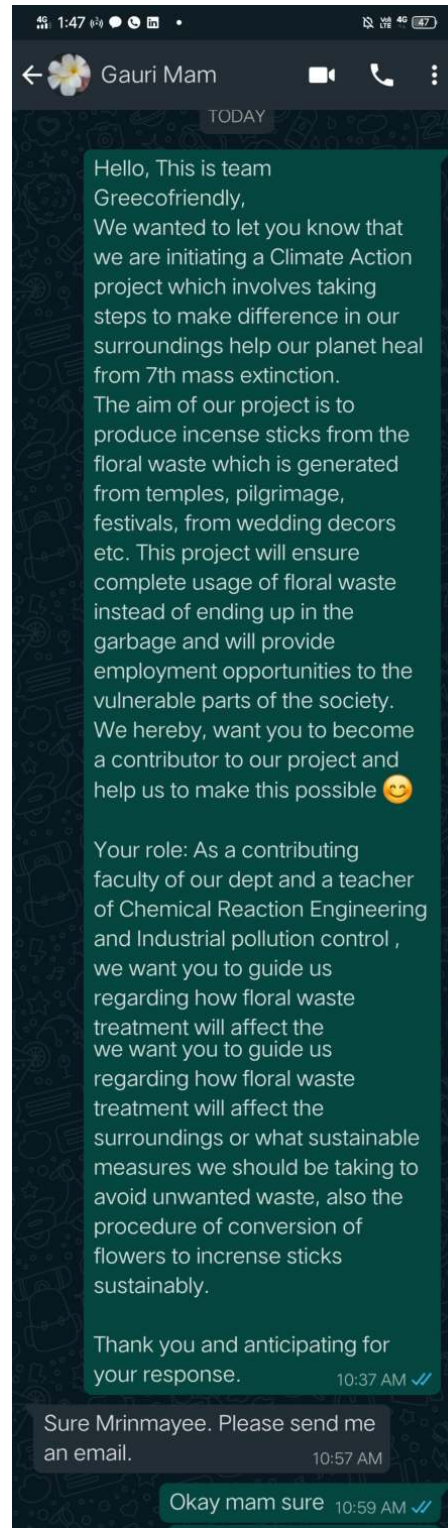 4G 1:47
4G 47
Gauri Mam
TODAY
Hello, This is team
Greecofriendly,
We wanted to let you know that
we are initiating a Climate Action
project which involves taking
steps to make difference in our
surroundings help our planet heal
from 7th mass extinction.
The aim of our project is to
produce incense sticks from the
floral waste which is generated
from temples, pilgrimage,
festivals, from wedding decors
etc. This project will ensure
complete usage of floral waste
instead of ending up in the
garbage and will provide
employment opportunities to the
vulnerable parts of the society.
We hereby, want you to become
a contributor to our project and
help us to make this possible 😊
Your role: As a contributing
faculty of our dept and a teacher
of Chemical Reaction Engineering
and Industrial pollution control ,
we want you to guide us
regarding how floral waste
treatment will affect the
we want you to guide us
regarding how floral waste
treatment will affect the
surroundings or what sustainable
measures we should be taking to
avoid unwanted waste, also the
procedure of conversion of
flowers to incrense sticks
sustainably.
Thank you and anticipating for
your response. 10:37 AM
Sure Mrinmayee. Please send me
an email. 10:57 AM
Okay mam sure 10:59 AM